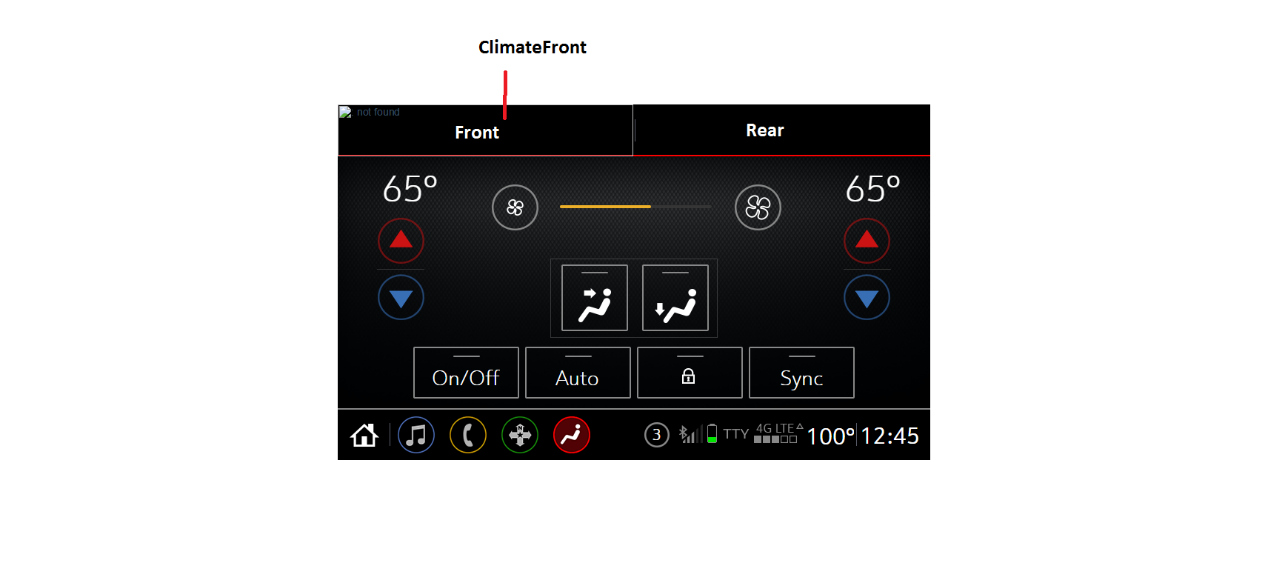 ClimateFront
not found
Front
Rear
65°
65°
On/Off
Auto
Sync
3
TTY
4G LTE
100°
12:45